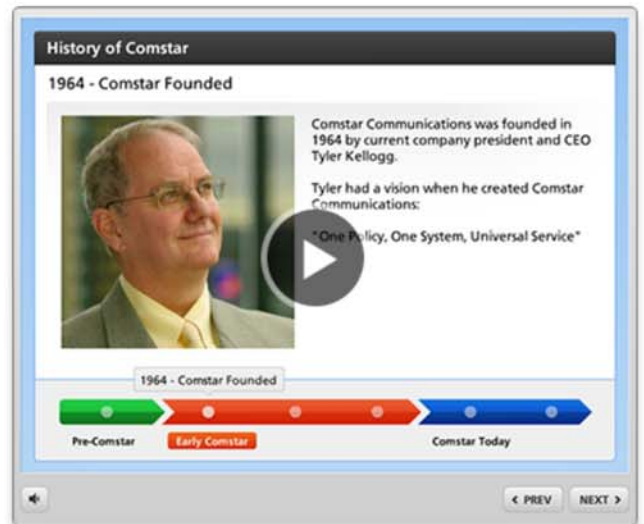 History of Comstar
1964 - Comstar Founded
Comstar Communications was founded in
1964 by current company president and CEO
Tyler Kellogg.
Tyler had a vision when he created Comstar
Communications:
"One Policy, One System, Universal Service"
1964 - Comstar Founded
Pre-Comstar
Early Comstar
Comstar Today
PREV
NEXT